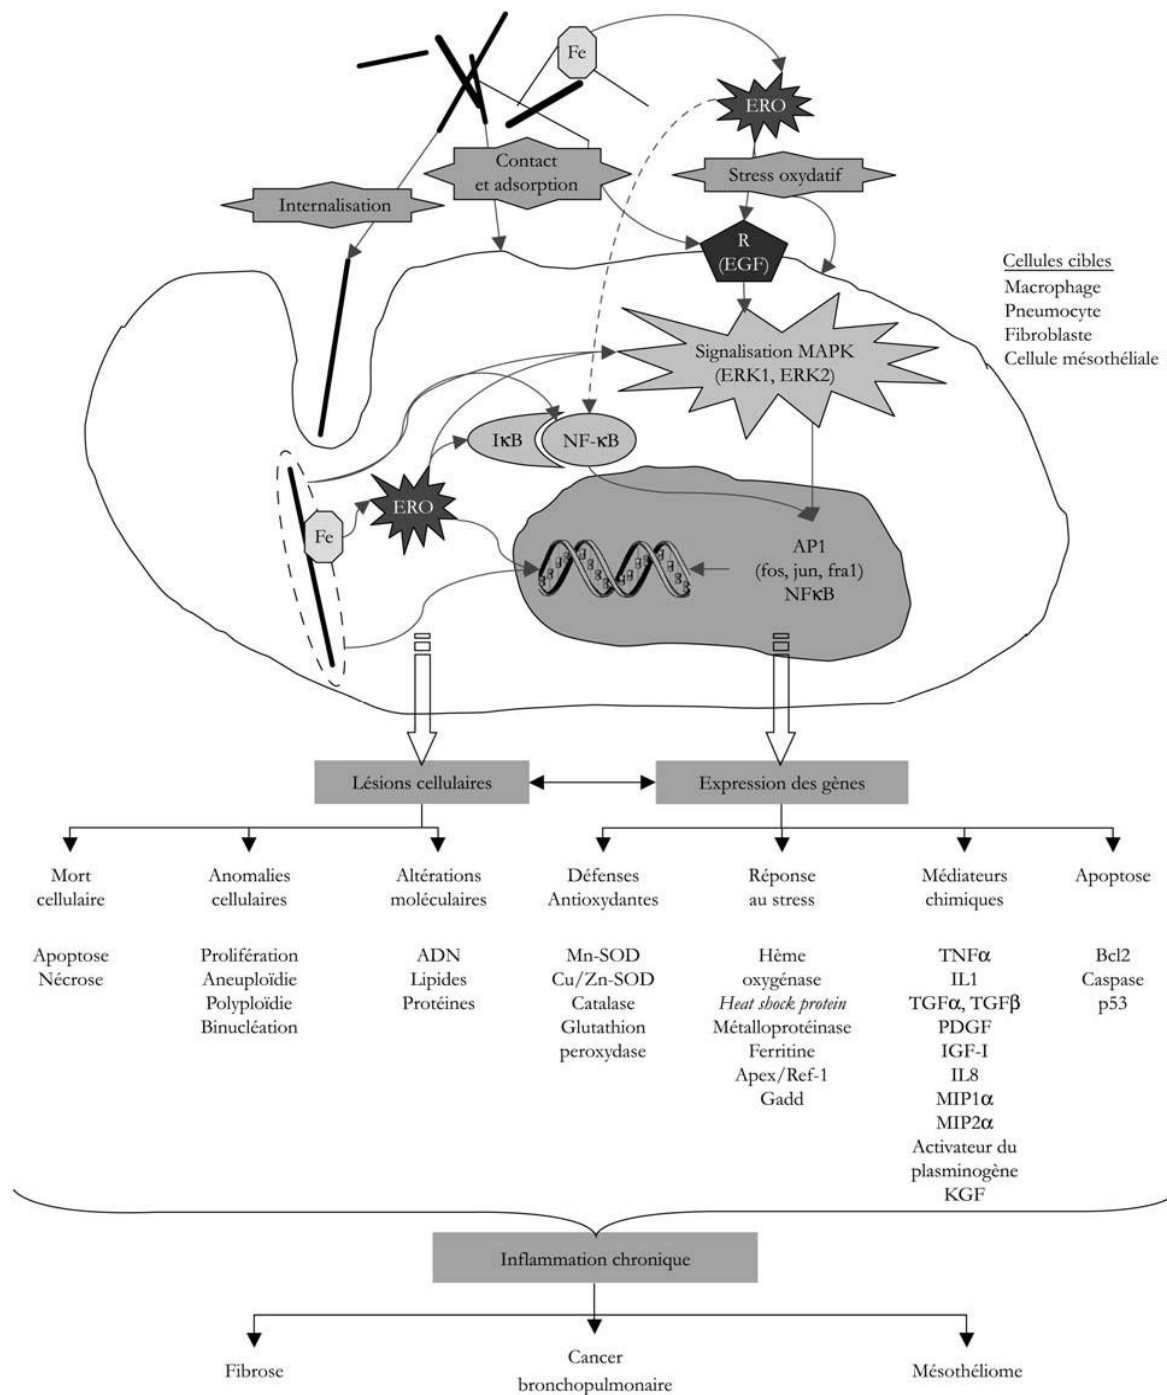 Fe
ERO
Contact
et adsorption
Stress oxydatif
Internalisation
R
(EGF)
Cellules cibles
Macrophage
Pneumocyte
Fibroblaste
Cellule mésothéliale
Signalisation MAPK
(ERK1, ERK2)
IκB
NF-κB
ERO
Fe
AP1
(fos, jun, fra1)
NFκB
Lésions cellulaires
Expression des gènes
Mort
cellulaire
Apoptose
Nécrose
Anomalies
cellulaires
Prolifération
Aneuploïdie
Polyploïdie
Binucléation
Altérations
moléculaires
ADN
Lipides
Protéines
Défenses
Antioxydantes
Mn-SOD
Cu/Zn-SOD
Catalase
Glutathion
peroxydase
Réponse
au stress
Hème
oxygénase
Heat shock protein
Métalloprotéinase
Ferritine
Apex/Ref-1
Gadd
Médiateurs
chimiques
TNFα
IL1
TGFα, TGFβ
PDGF
IGF-I
IL8
MIP1α
MIP2α
Activateur du
plasminogène
KGF
Apoptose
Bcl2
Caspase
p53
Inflammation chronique
Fibrose
Cancer
bronchopulmonaire
Mésothéliome